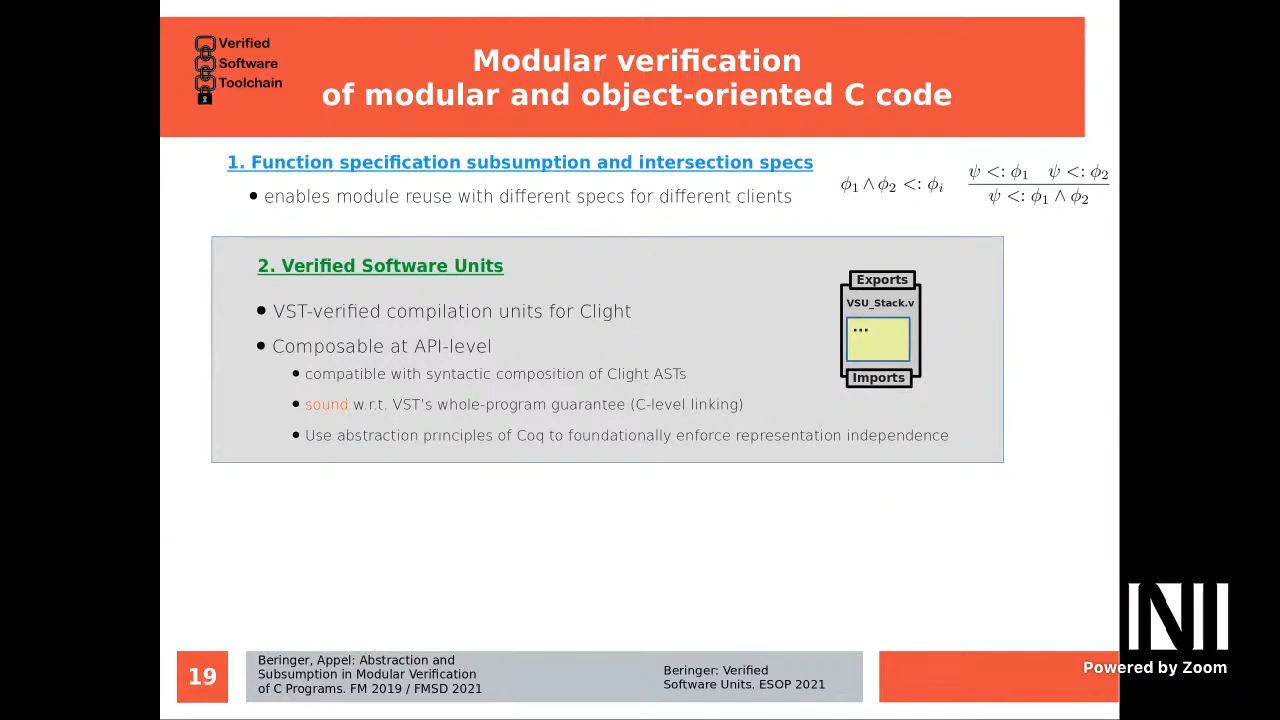 Verified
Software
Toolchain
Modular verification
of modular and object-oriented C code
1. Function specification subsumption and intersection specs
• enables module reuse with different specs for different clients
ϕ₁ ∧ ϕ₂ <: ϕᵢ
ψ <: ϕ₁ ψ <: ϕ₂
ψ <: ϕ₁ ∧ ϕ₂
2. Verified Software Units
• VST-verified compilation units for Clight
• Composable at API-level
• compatible with syntactic composition of Clight ASTs
• sound w.r.t. VST's whole-program guarantee (C-level linking)
• Use abstraction principles of Coq to foundationally enforce representation independence
Exports
VSU_Stack.v
...
Imports
19
Beringer, Appel: Abstraction and
Subsumption in Modular Verification
of C Programs. FM 2019 / FMSD 2021
Beringer: Verified
Software Units. ESOP 2021
NII
Powered by Zoom